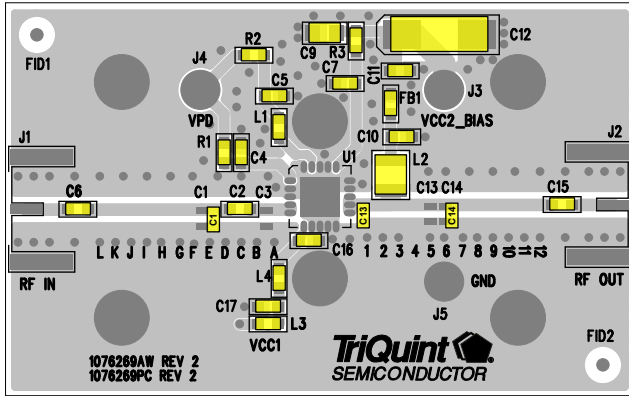 FID1
J4
R2
C9
R3
C12
C7
C11
C5
VPD
L1
FB1
J3
VCC2_BIAS
J1
R1
C4
C10
U1
L2
J2
C6
C1
C2
C3
C13 C14
C15
C1
C13
C14
L K J I H G F E D C B A
C16
1 2 3 4 5 6 7 8 9 10 11 12
RF IN
L4
GND
RF OUT
C17
L3
VCC1
J5
FID2
1076269AW REV 2
1076269PC REV 2
TriQuint
SEMICONDUCTOR